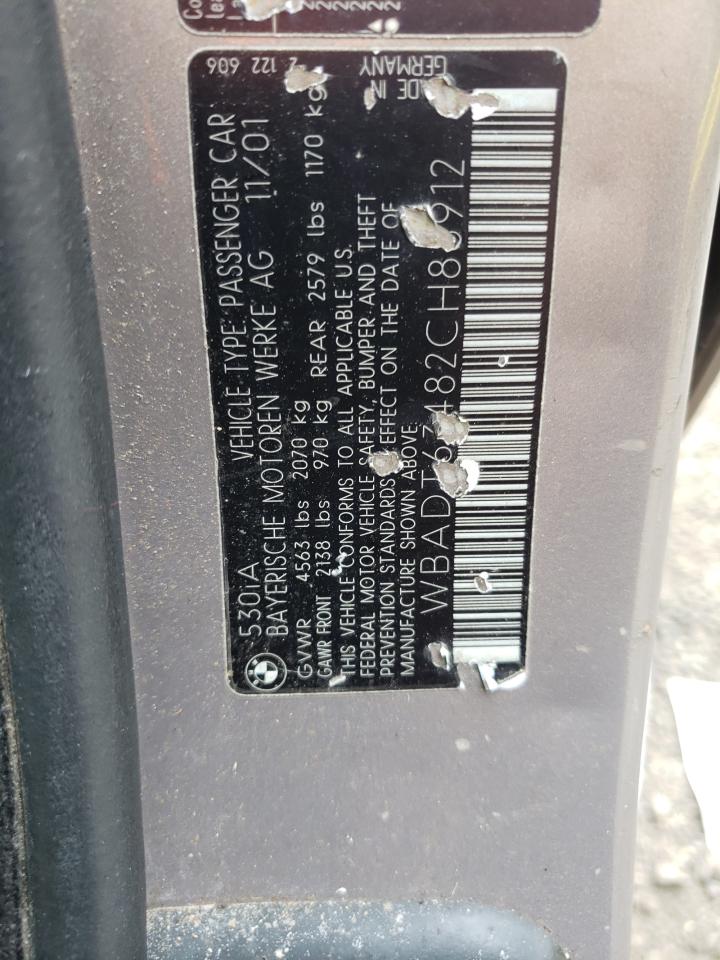 5301A VEHICLE TYPE: PASSENGER CAR
BAYERISCHE MOTOREN WERKE AG 11/01
GVWR 4563 lbs 2070 kg
GAWR FRONT 2138 lbs 970 kg REAR 2579 lbs 1170 kg
THIS VEHICLE CONFORMS TO ALL APPLICABLE U.S.
FEDERAL MOTOR VEHICLE SAFETY, BUMPER AND THEFT
PREVENTION STANDARDS EFFECT ON THE DATE OF
MANUFACTURE SHOWN ABOVE.
122 606
IN
GERMANY